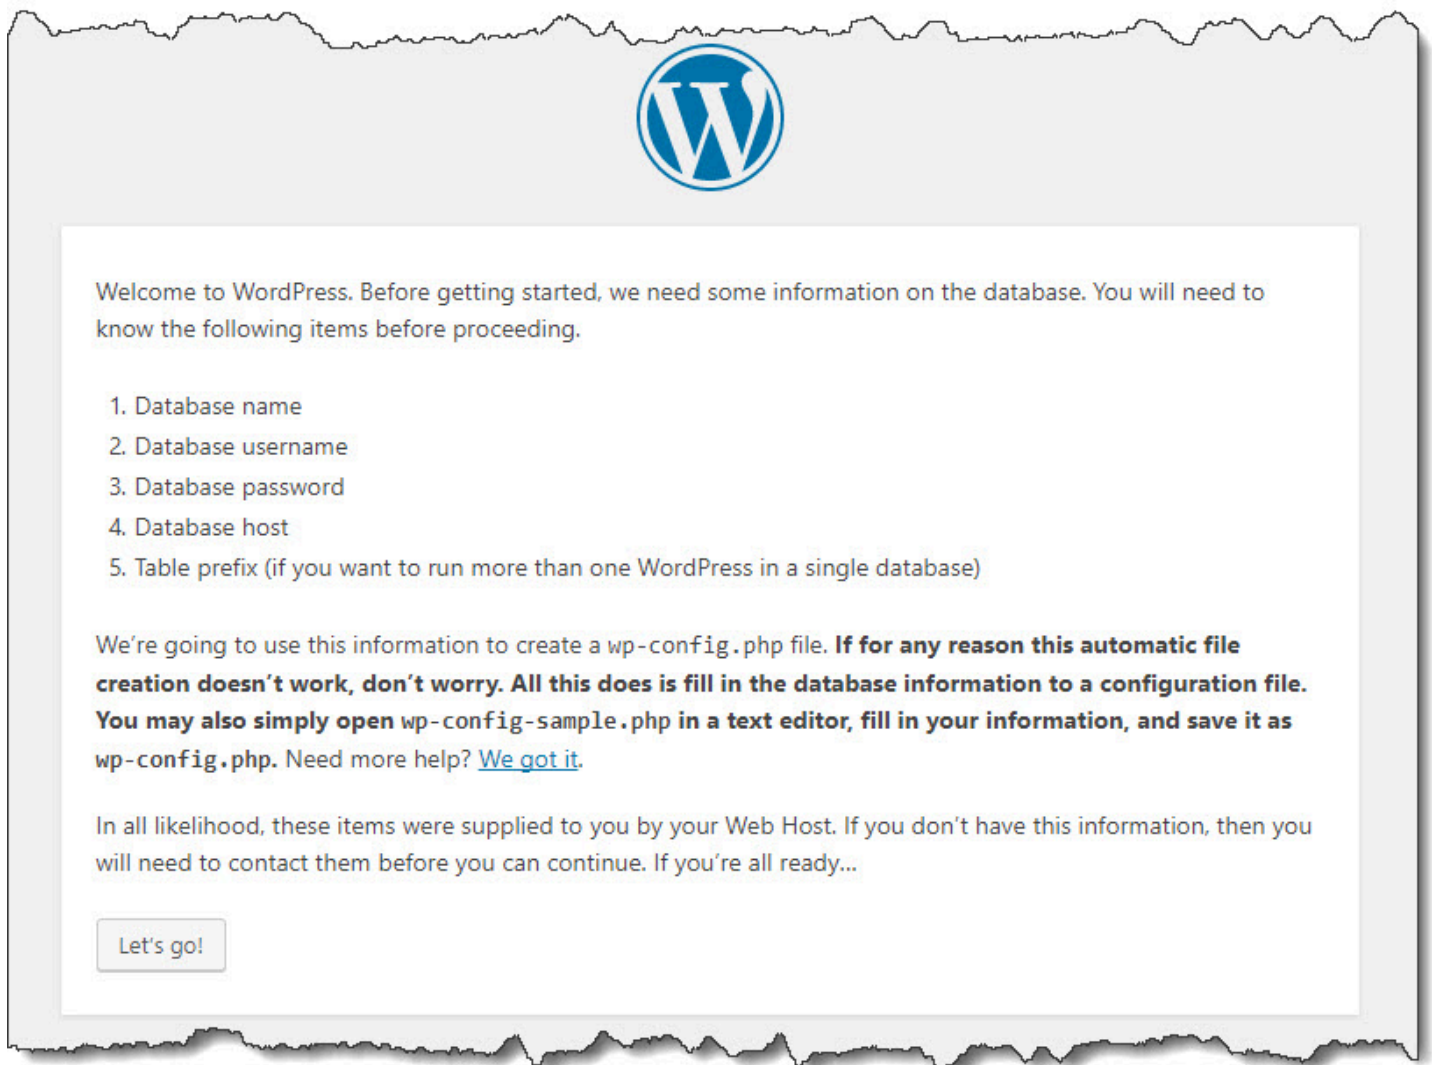 Welcome to WordPress. Before getting started, we need some information on the database. You will need to
know the following items before proceeding.
1. Database name
2. Database username
3. Database password
4. Database host
5. Table prefix (if you want to run more than one WordPress in a single database)
We’re going to use this information to create a wp-config.php file. If for any reason this automatic file
creation doesn’t work, don’t worry. All this does is fill in the database information to a configuration file.
You may also simply open wp-config-sample.php in a text editor, fill in your information, and save it as
wp-config.php. Need more help? We got it.
In all likelihood, these items were supplied to you by your Web Host. If you don’t have this information, then you
will need to contact them before you can continue. If you’re all ready…
Let's go!